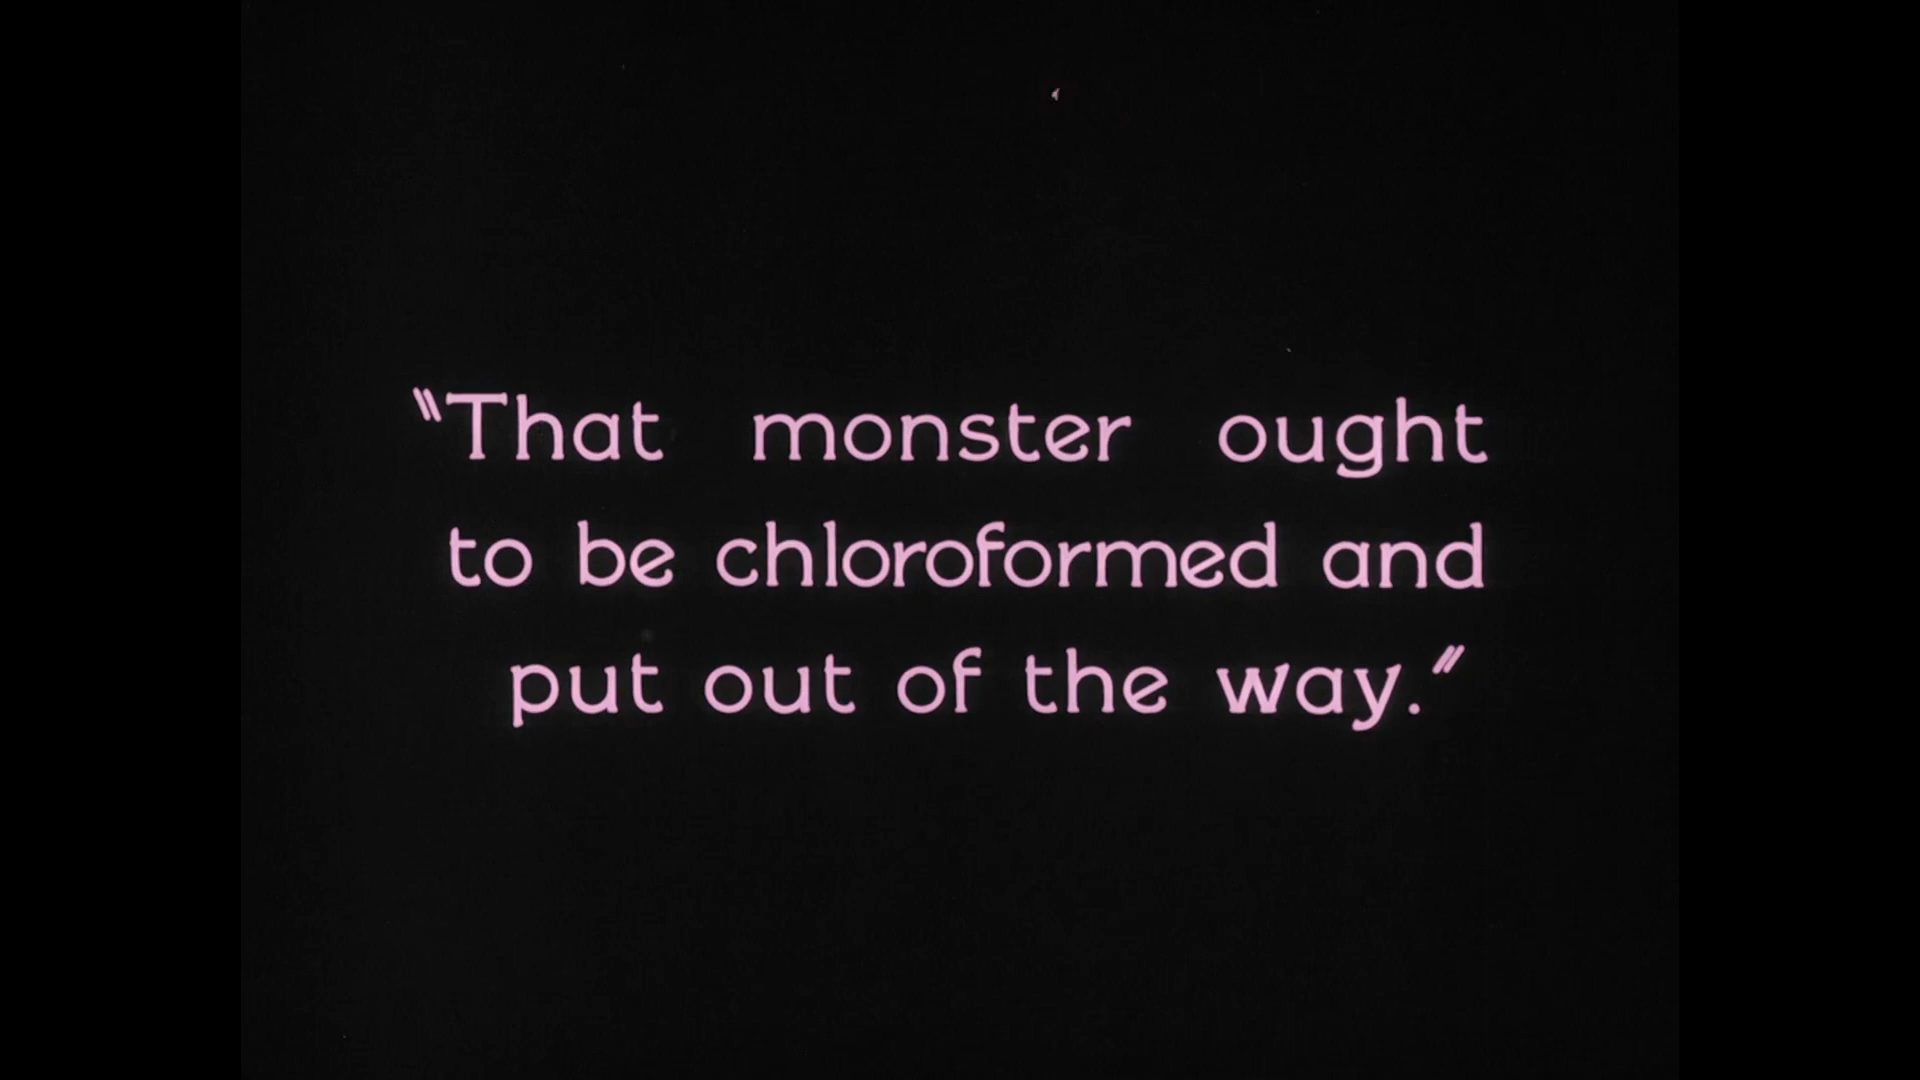 "That monster ought
to be chloroformed and
put out of the way."